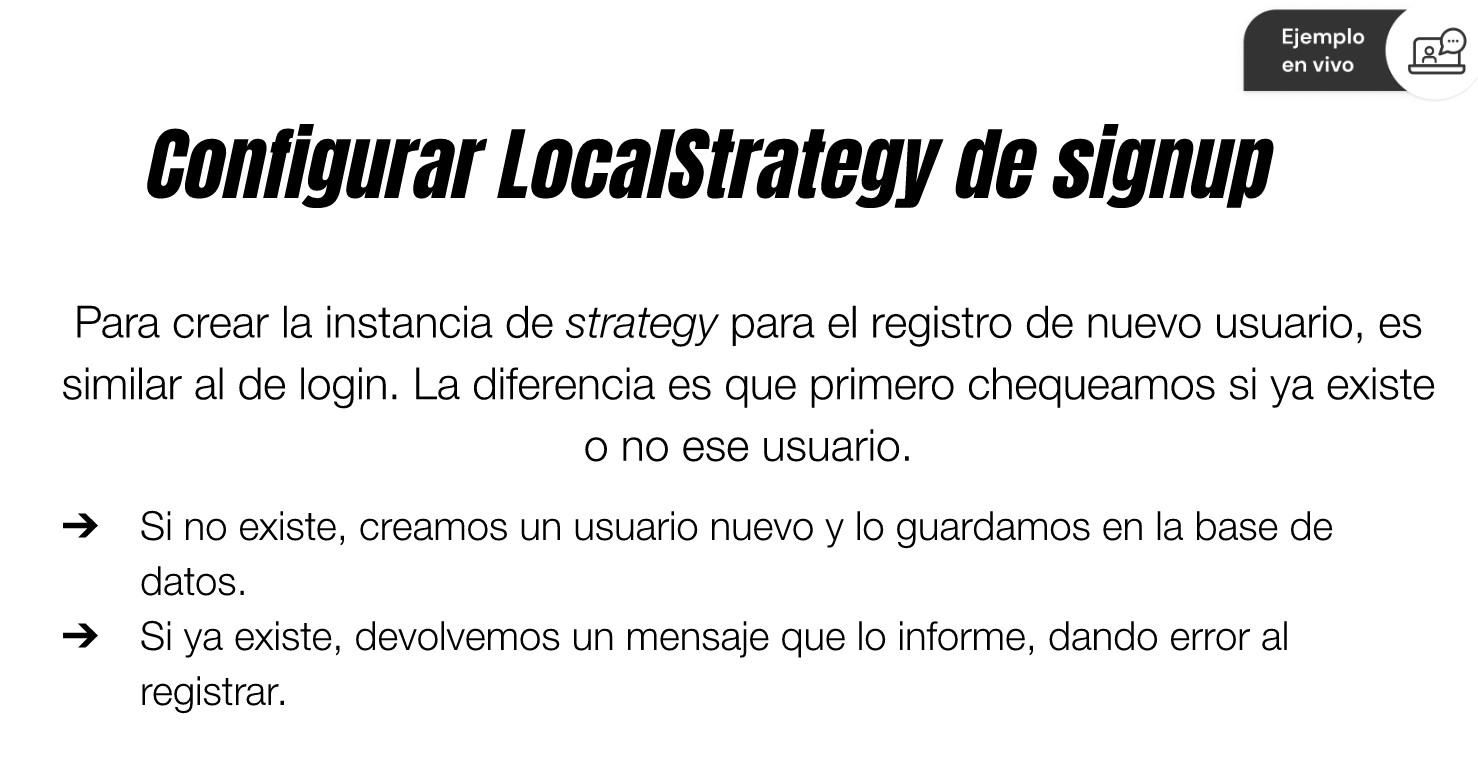 Ejemplo
en vivo
Configurar LocalStrategy de signup
Para crear la instancia de strategy para el registro de nuevo usuario, es
similar al de login. La diferencia es que primero chequeamos si ya existe
o no ese usuario.
➔ Si no existe, creamos un usuario nuevo y lo guardamos en la base de
datos.
➔ Si ya existe, devolvemos un mensaje que lo informe, dando error al
registrar.